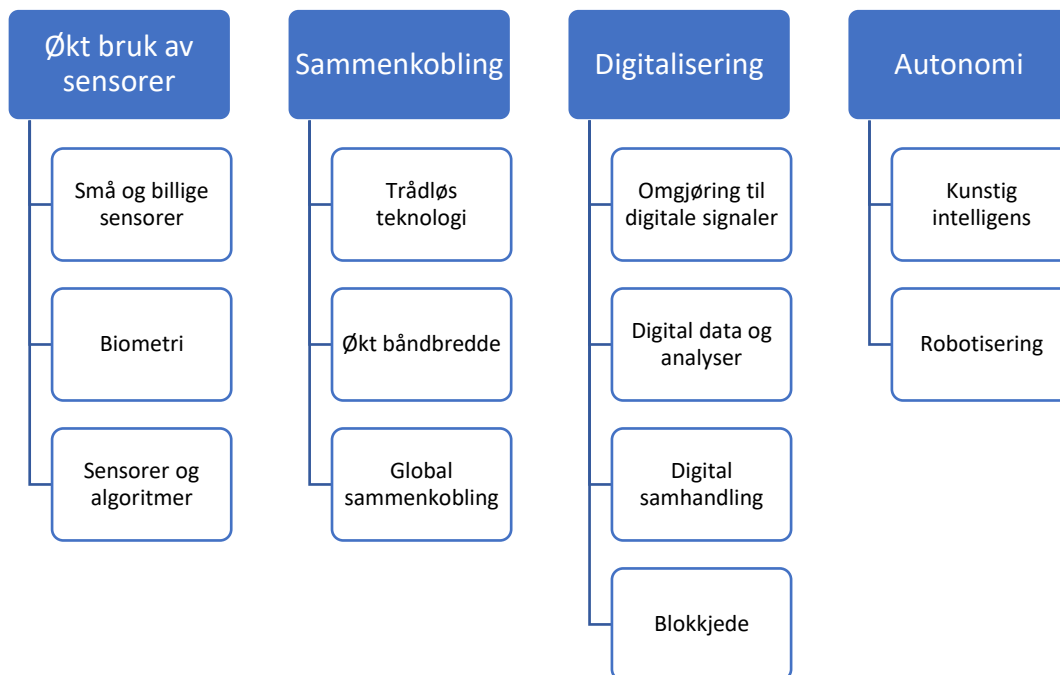 Økt bruk av
sensorer
Små og billige
sensorer
Biometri
Sensorer og
algoritmer
Sammenkobling
Trådløs
teknologi
Økt båndbredde
Global
sammenkobling
Digitalisering
Omgjøring til
digitale signaler
Digital data og
analyser
Digital
samhandling
Blokkjede
Autonomi
Kunstig
intelligens
Robotisering